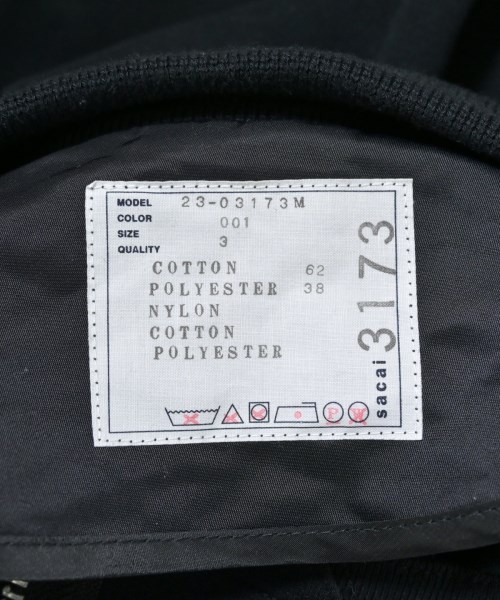 MODEL 23-03173M
COLOR 001
SIZE 3
QUALITY
COTTON 62
POLYESTER 38
NYLON
COTTON
POLYESTER
P W
sacai 3173